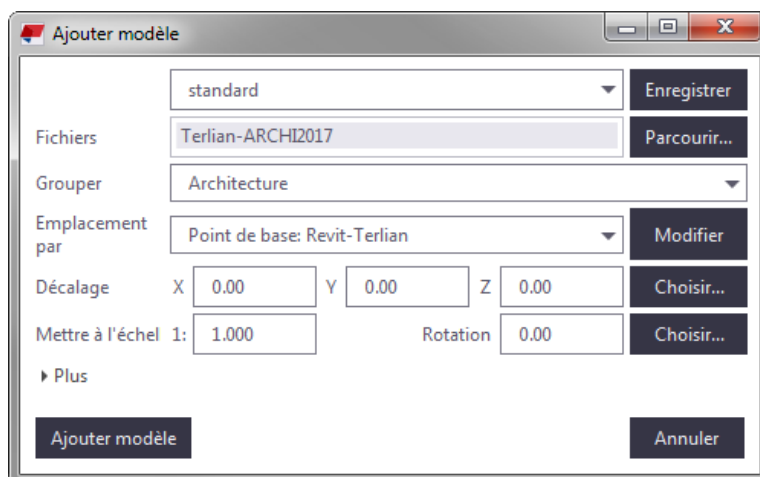 Ajouter modèle
standard Enregistrer
Fichiers Terlian-ARCHI2017 Parcourir...
Grouper Architecture
Emplacement par Point de base: Revit-Terlian Modifier
Décalage X 0.00 Y 0.00 Z 0.00 Choisir...
Mettre à l'échel 1: 1.000 Rotation 0.00 Choisir...
Plus
Ajouter modèle Annuler